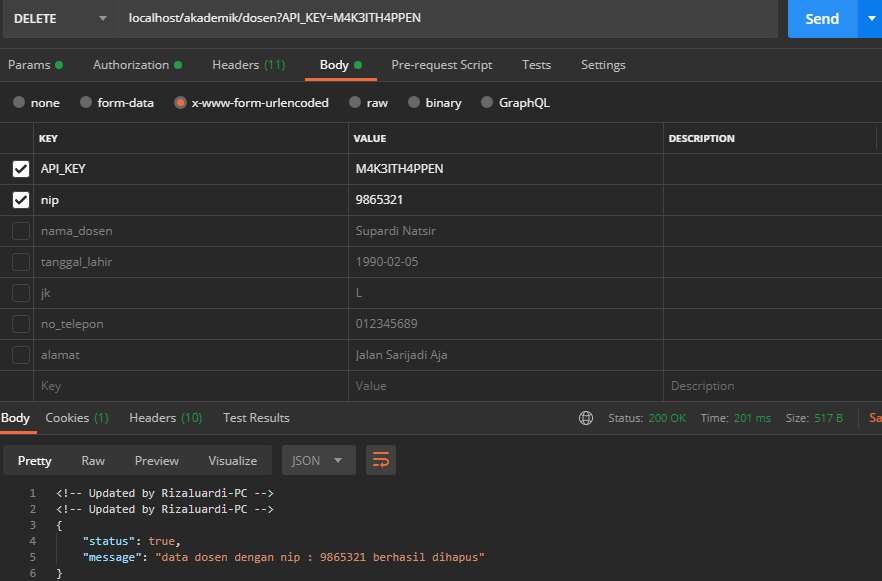 DELETE localhost/akademik/dosen?API_KEY=M4K3ITH4PPEN Send
Params Authorization Headers (11) Body Pre-request Script Tests Settings
none form-data x-www-form-urlencoded raw binary GraphQL
KEY VALUE DESCRIPTION
API_KEY M4K3ITH4PPEN
nip 9865321
nama_dosen Supardi Natsir
tanggal_lahir 1990-02-05
jk L
no_telepon 012345689
alamat Jalan Sarijadi Aja
Key Value Description
Body Cookies (1) Headers (10) Test Results Status: 200 OK Time: 201 ms Size: 517 B Sa
Pretty Raw Preview Visualize JSON
1 <!-- Updated by Rizaluardi-PC -->
2 <!-- Updated by Rizaluardi-PC -->
3 {
4 "status": true,
5 "message": "data dosen dengan nip : 9865321 berhasil dihapus"
6 }